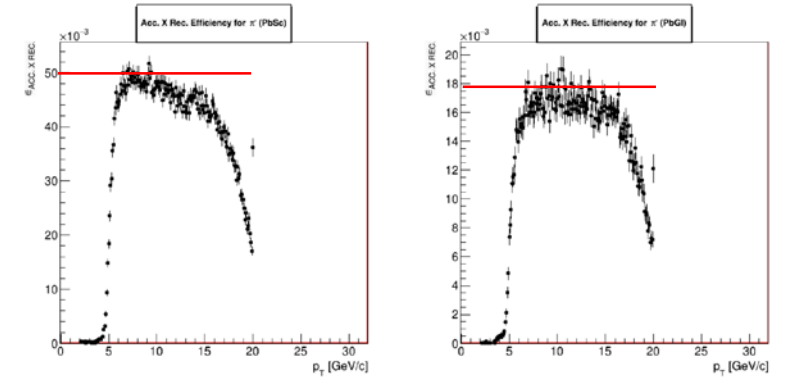 Acc. X Rec. Efficiency for π⁰ (PbSc)
×10⁻³
ε ACC. X REC.
50
40
30
20
10
0
0 5 10 15 20 25 30
p_T [GeV/c]
Acc. X Rec. Efficiency for π⁰ (PbGl)
×10⁻³
ε ACC. X REC.
20
18
16
14
12
10
8
6
4
2
0
0 5 10 15 20 25 30
p_T [GeV/c]